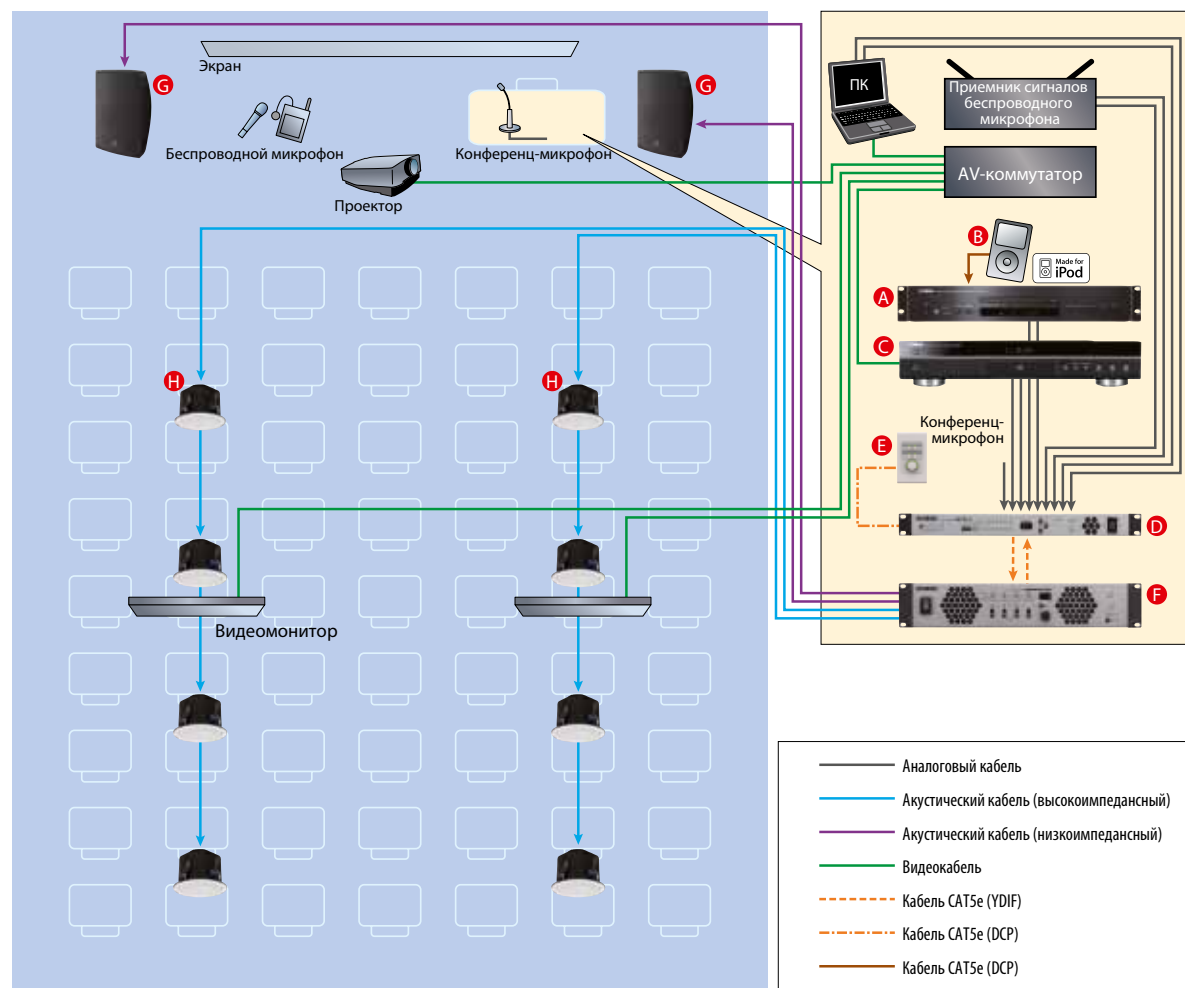 Экран
G
G
Беспроводной микрофон
Конференц-микрофон
Проектор
H
H
Видеомонитор
ПК
Приемник сигналов
беспроводного
микрофона
AV-коммутатор
B
Made for
iPod
A
C
Конференц-
микрофон
E
D
F
Аналоговый кабель
Акустический кабель (высокоимпедансный)
Акустический кабель (низкоимпедансный)
Видеокабель
Кабель CAT5e (YDIF)
Кабель CAT5e (DCP)
Кабель CAT5e (DCP)